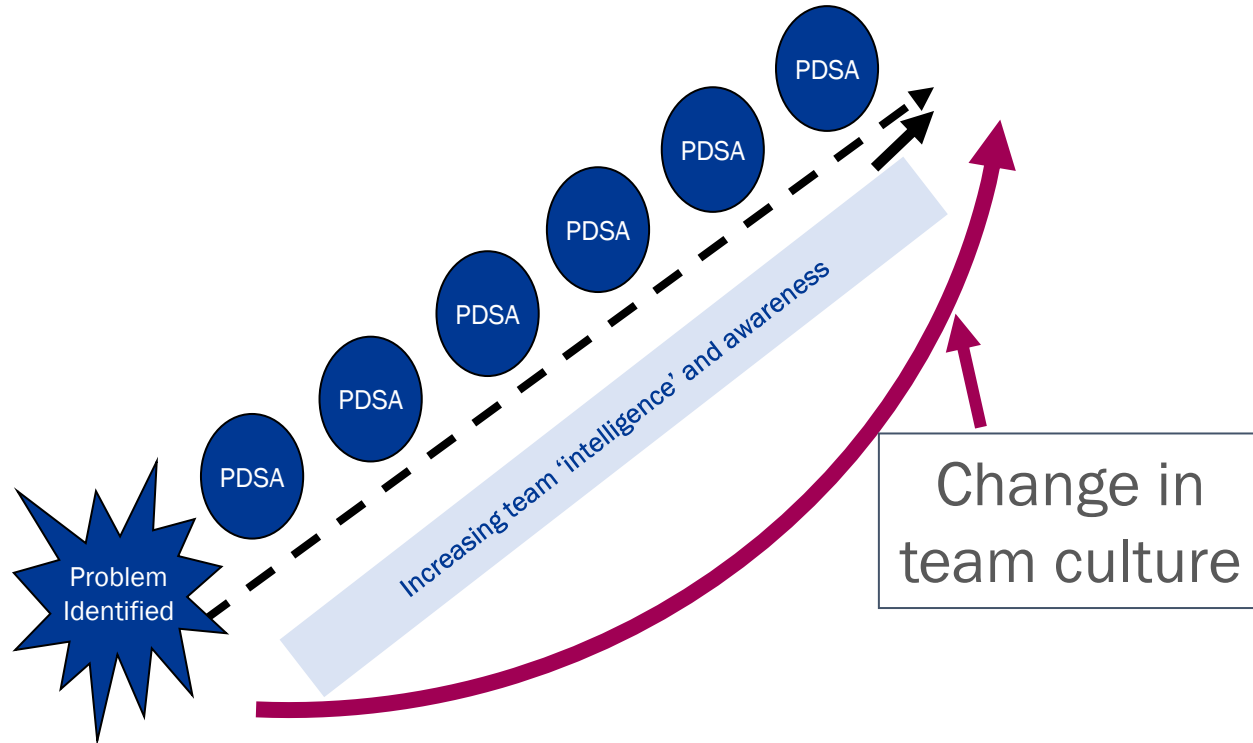 PDSA
PDSA
PDSA
PDSA
PDSA
PDSA
Problem
Identified
Increasing team ‘intelligence’ and awareness
Change in
team culture